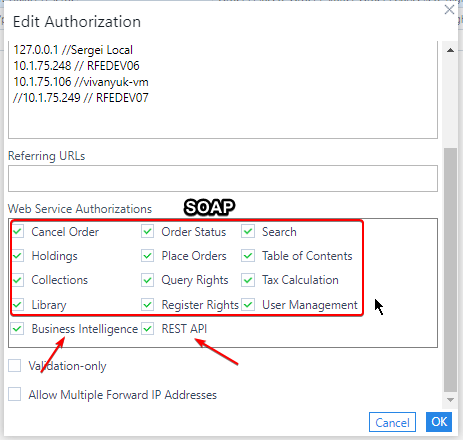 Edit Authorization
127.0.0.1 //Sergei Local
10.1.75.248 // RFEDEV06
10.1.75.106 //vivanyuk-vm
//10.1.75.249 // RFEDEV07
Referring URLs
Web Service Authorizations
SOAP
Cancel Order Order Status Search
Holdings Place Orders Table of Contents
Collections Query Rights Tax Calculation
Library Register Rights User Management
Business Intelligence REST API
Validation-only
Allow Multiple Forward IP Addresses
Cancel OK